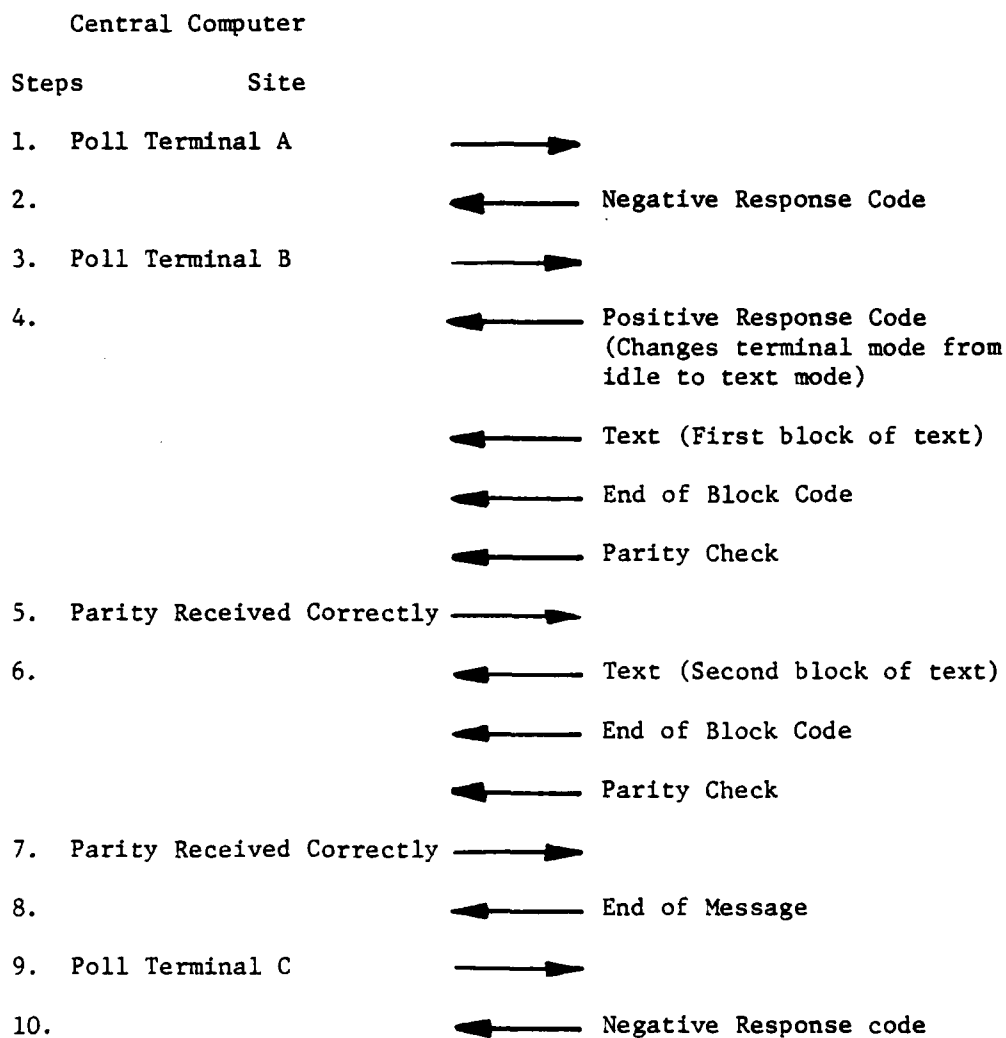 Central Computer
Steps Site
1. Poll Terminal A
2. Negative Response Code
3. Poll Terminal B
4. Positive Response Code
(Changes terminal mode from
idle to text mode)
Text (First block of text)
End of Block Code
Parity Check
5. Parity Received Correctly
6. Text (Second block of text)
End of Block Code
Parity Check
7. Parity Received Correctly
8. End of Message
9. Poll Terminal C
10. Negative Response code